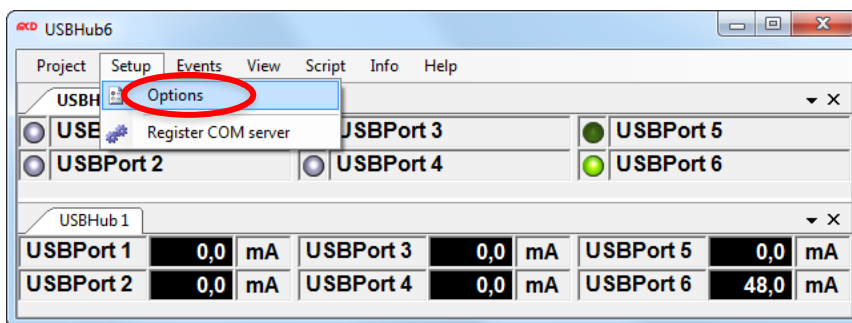 GKD USBHub6
Project Setup Events View Script Info Help
USBH Options
USB USBPort 3 USBPort 5
Register COM server
USBPort 2 USBPort 4 USBPort 6
USBHub 1
USBPort 1 0,0 mA USBPort 3 0,0 mA USBPort 5 0,0 mA
USBPort 2 0,0 mA USBPort 4 0,0 mA USBPort 6 48,0 mA